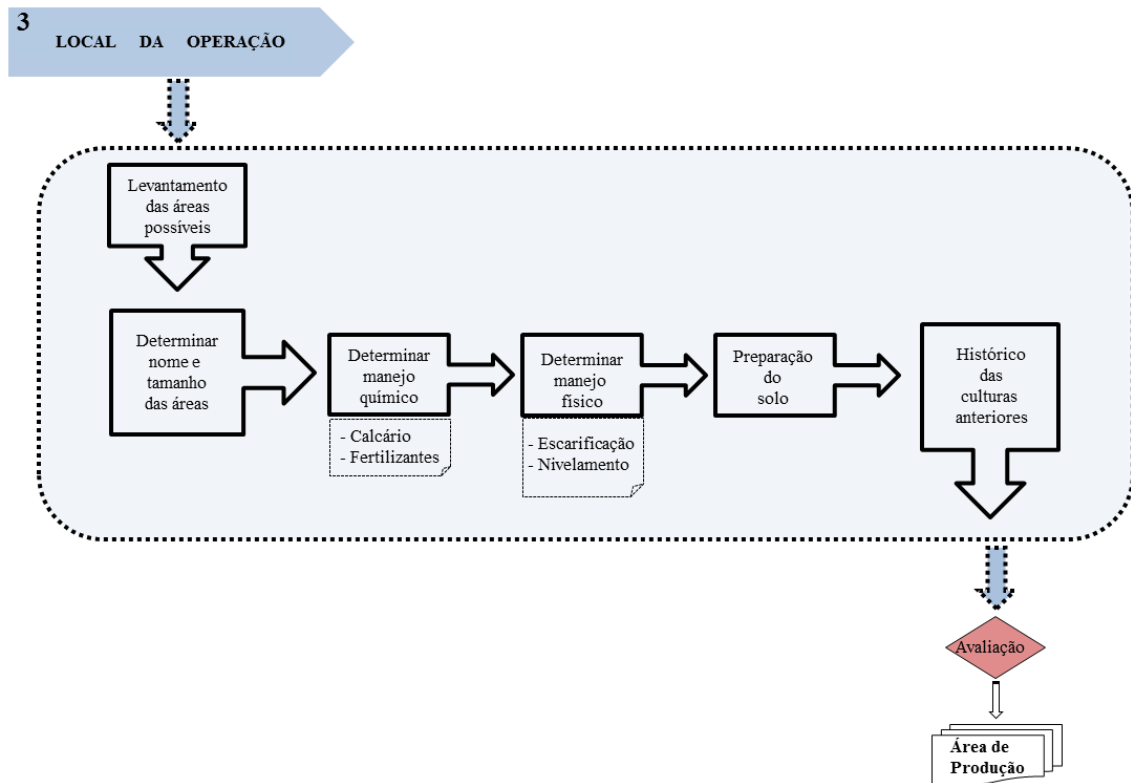 3
LOCAL DA OPERAÇÃO
Levantamento
das áreas
possíveis
Determinar
nome e
tamanho
das áreas
Determinar
manejo
químico
- Calcário
- Fertilizantes
Determinar
manejo
físico
- Escarificação
- Nivelamento
Preparação
do
solo
Histórico
das
culturas
anteriores
Avaliação
Área de
Produção